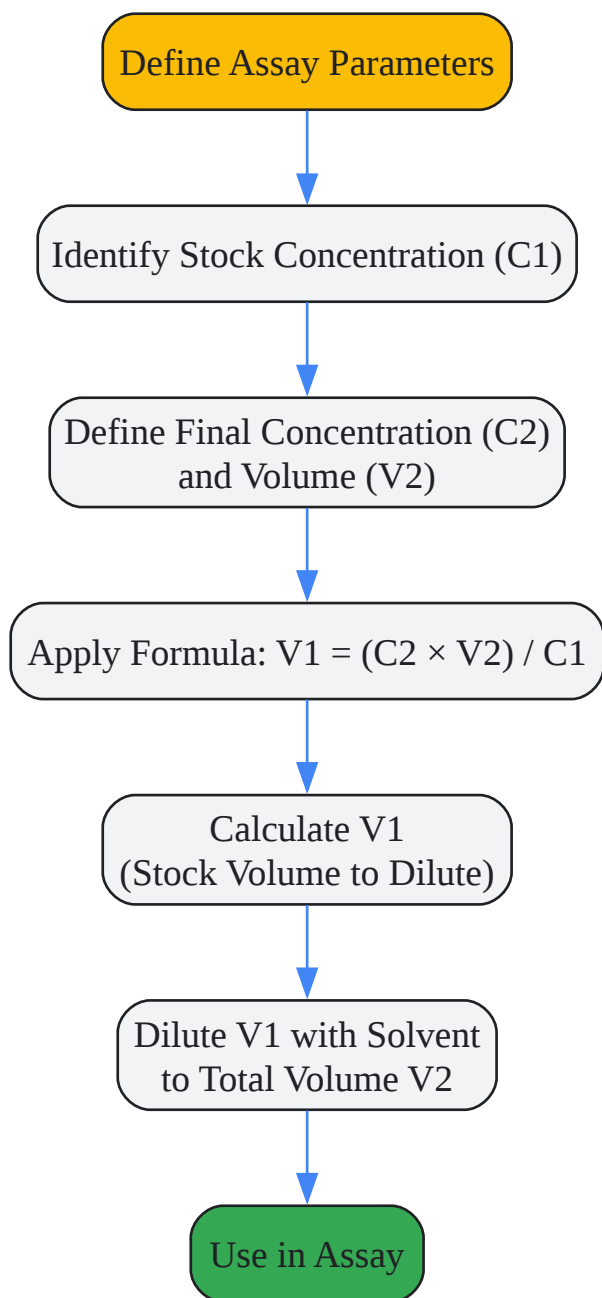 Define Assay Parameters
Identify Stock Concentration (C1)
Define Final Concentration (C2)
and Volume (V2)
Apply Formula: V1 = (C2 × V2) / C1
Calculate V1
(Stock Volume to Dilute)
Dilute V1 with Solvent
to Total Volume V2
Use in Assay